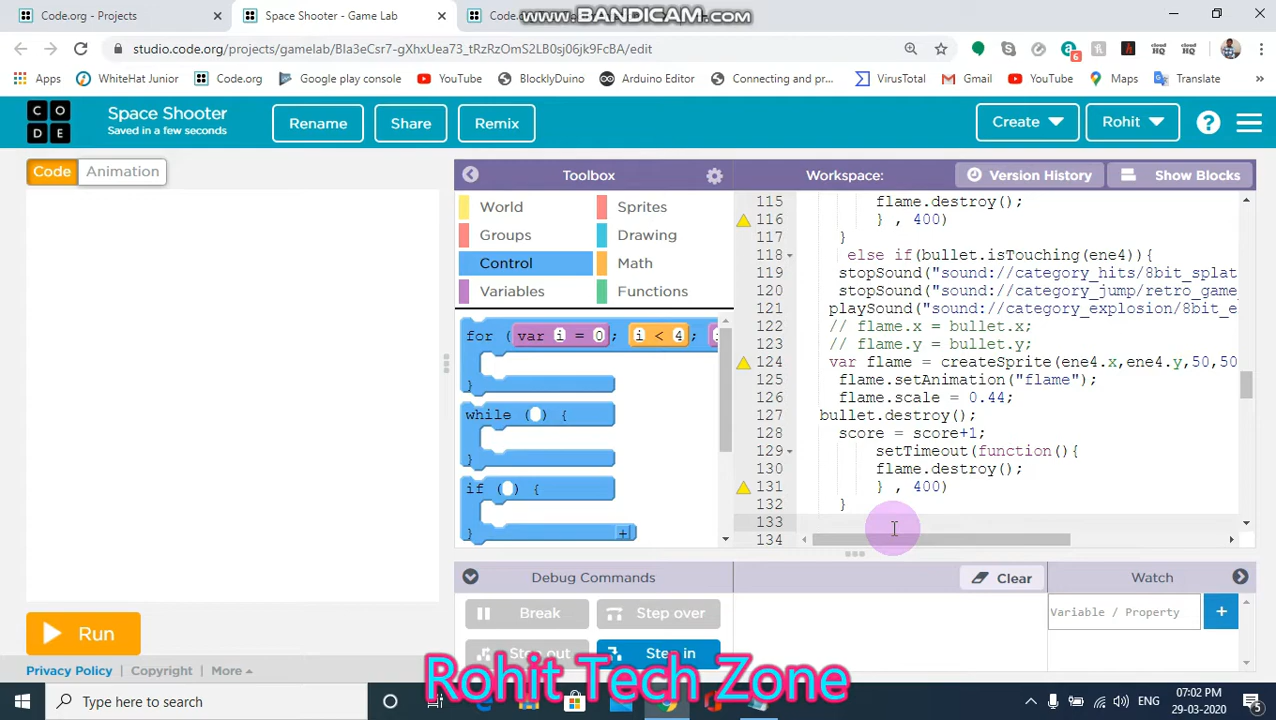 Code.org - Projects
Space Shooter - Game Lab
Code.
www.BANDICAM.com
studio.code.org/projects/gamelab/Bla3eCsr7-gXhxUea73_tRzRzOmS2LB0sj06jk9FcBA/edit
Apps
WhiteHat Junior
Code.org
Google play console
YouTube
BlocklyDuino
Arduino Editor
Connecting and pr...
VirusTotal
Gmail
YouTube
Maps
Translate
CODE
Space Shooter
Saved in a few seconds
Rename
Share
Remix
Create
Rohit
Code
Animation
Toolbox
Workspace:
Version History
Show Blocks
World
Sprites
Groups
Drawing
Control
Math
Variables
Functions
for ( var i = 0 ; i < 4 ;
}
while ( ) {
}
if ( ) {
}
115 flame.destroy();
116 } , 400)
117 }
118 else if(bullet.isTouching(ene4)){
119 stopSound("sound://category_hits/8bit_splat
120 stopSound("sound://category_jump/retro_game
121 playSound("sound://category_explosion/8bit_e
122 // flame.x = bullet.x;
123 // flame.y = bullet.y;
124 var flame = createSprite(ene4.x,ene4.y,50,50
125 flame.setAnimation("flame");
126 flame.scale = 0.44;
127 bullet.destroy();
128 score = score+1;
129 setTimeout(function(){
130 flame.destroy();
131 } , 400)
132 }
133
134
Debug Commands
Clear
Watch
Break
Step over
Step out
Step in
Variable / Property
Run
Privacy Policy
Copyright
More
Rohit Tech Zone
Type here to search
ENG
07:02 PM
29-03-2020
5